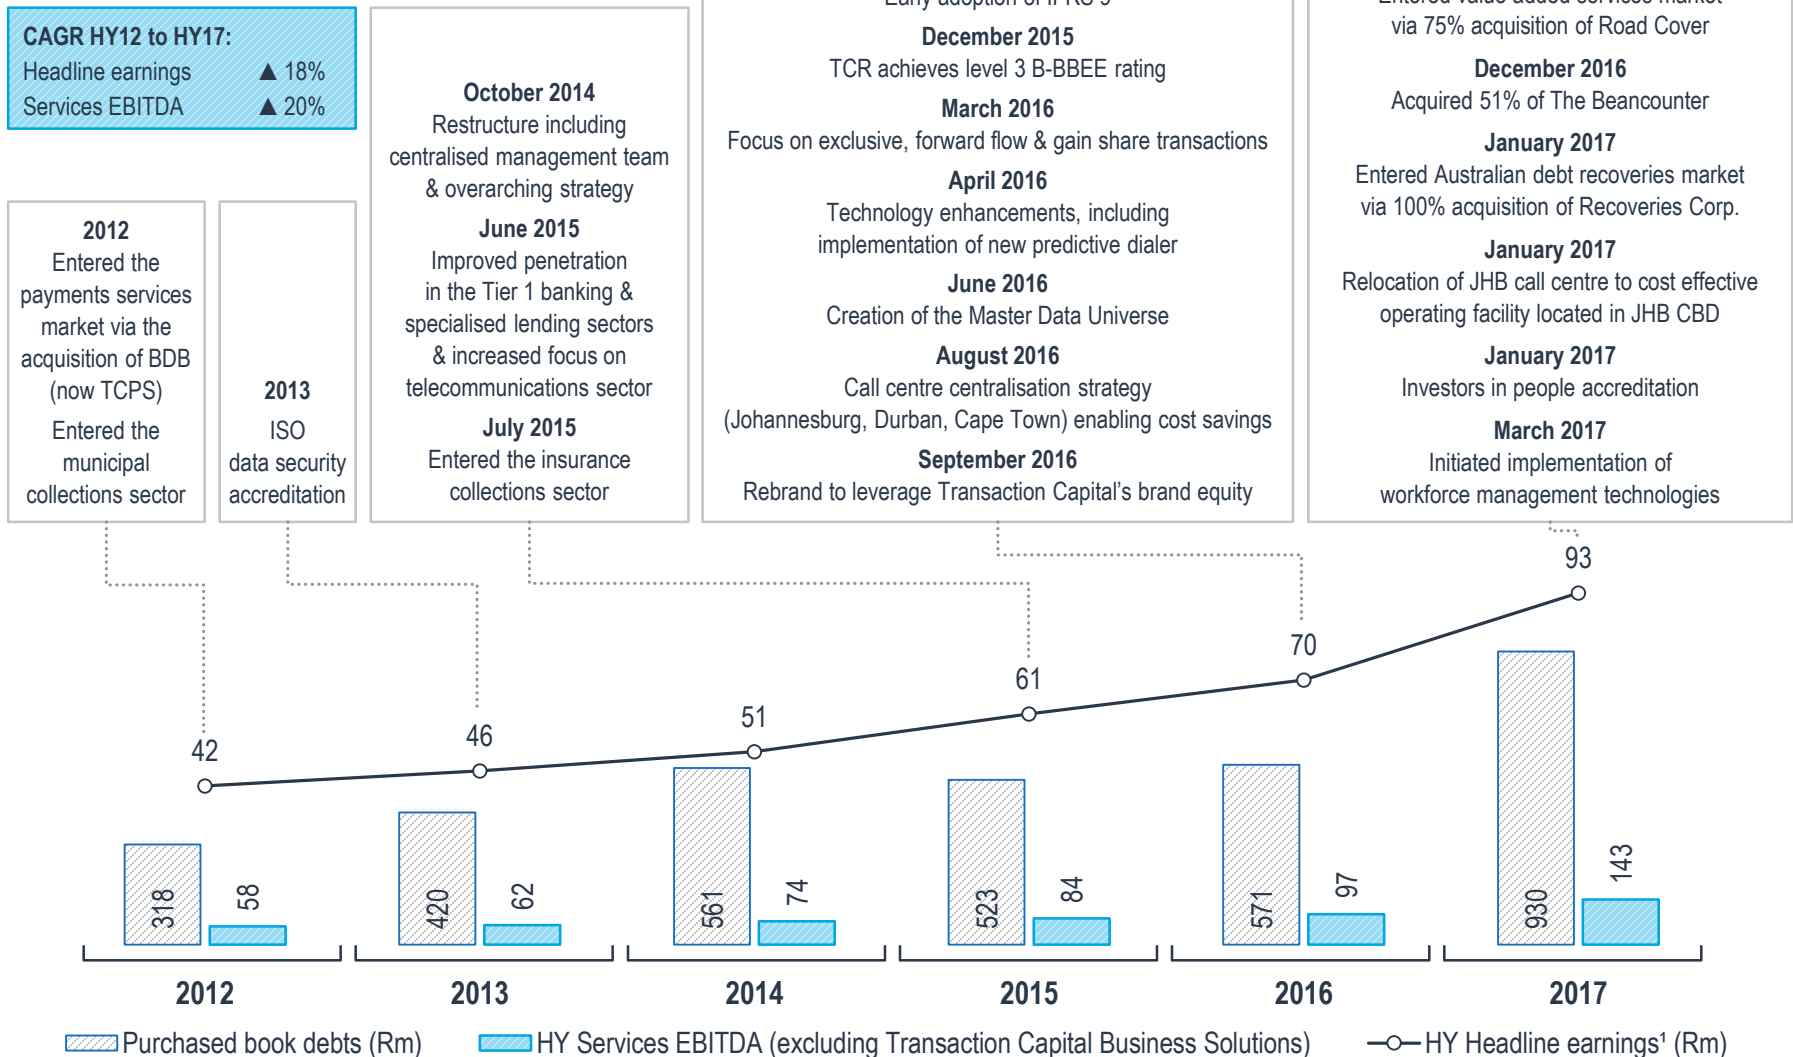 CAGR HY12 to HY17:
Headline earnings ▲ 18%
Services EBITDA ▲ 20%
2012
Entered the
payments services
market via the
acquisition of BDB
(now TCPS)
Entered the
municipal
collections sector
2013
ISO
data security
accreditation
October 2014
Restructure including
centralised management team
& overarching strategy
June 2015
Improved penetration
in the Tier 1 banking &
specialised lending sectors
& increased focus on
telecommunications sector
July 2015
Entered the insurance
collections sector
Early adoption of IFRS 9
December 2015
TCR achieves level 3 B-BBEE rating
March 2016
Focus on exclusive, forward flow & gain share transactions
April 2016
Technology enhancements, including
implementation of new predictive dialer
June 2016
Creation of the Master Data Universe
August 2016
Call centre centralisation strategy
(Johannesburg, Durban, Cape Town) enabling cost savings
September 2016
Rebrand to leverage Transaction Capital's brand equity
Entered value added services market
via 75% acquisition of Road Cover
December 2016
Acquired 51% of The Beancounter
January 2017
Entered Australian debt recoveries market
via 100% acquisition of Recoveries Corp.
January 2017
Relocation of JHB call centre to cost effective
operating facility located in JHB CBD
January 2017
Investors in people accreditation
March 2017
Initiated implementation of
workforce management technologies
42
46
51
61
70
93
318
58
420
62
561
74
523
84
571
97
930
143
2012
2013
2014
2015
2016
2017
Purchased book debts (Rm)
HY Services EBITDA (excluding Transaction Capital Business Solutions)
HY Headline earnings¹ (Rm)